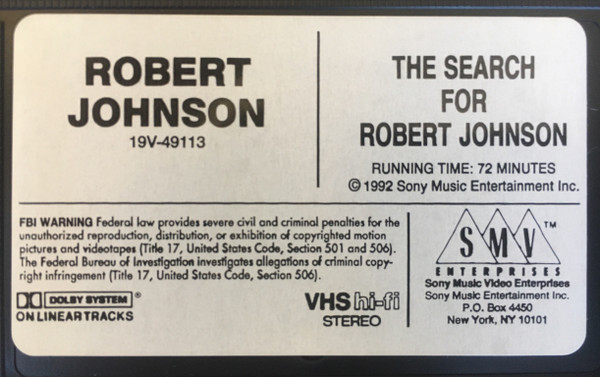 ROBERT
JOHNSON
19V-49113
THE SEARCH
FOR
ROBERT JOHNSON
RUNNING TIME: 72 MINUTES
© 1992 Sony Music Entertainment Inc.
FBI WARNING Federal law provides severe civil and criminal penalties for the
unauthorized reproduction, distribution, or exhibition of copyrighted motion
pictures and videotapes (Title 17, United States Code, Section 501 and 506).
The Federal Bureau of Investigation investigates allegations of criminal copy-
right infringement (Title 17, United States Code, Section 506).
DOLBY SYSTEM ®
ON LINEAR TRACKS
VHS hi-fi
STEREO
SMV™
ENTERPRISES
Sony Music Video Enterprises
Sony Music Entertainment Inc.
P.O. Box 4450
New York, NY 10101